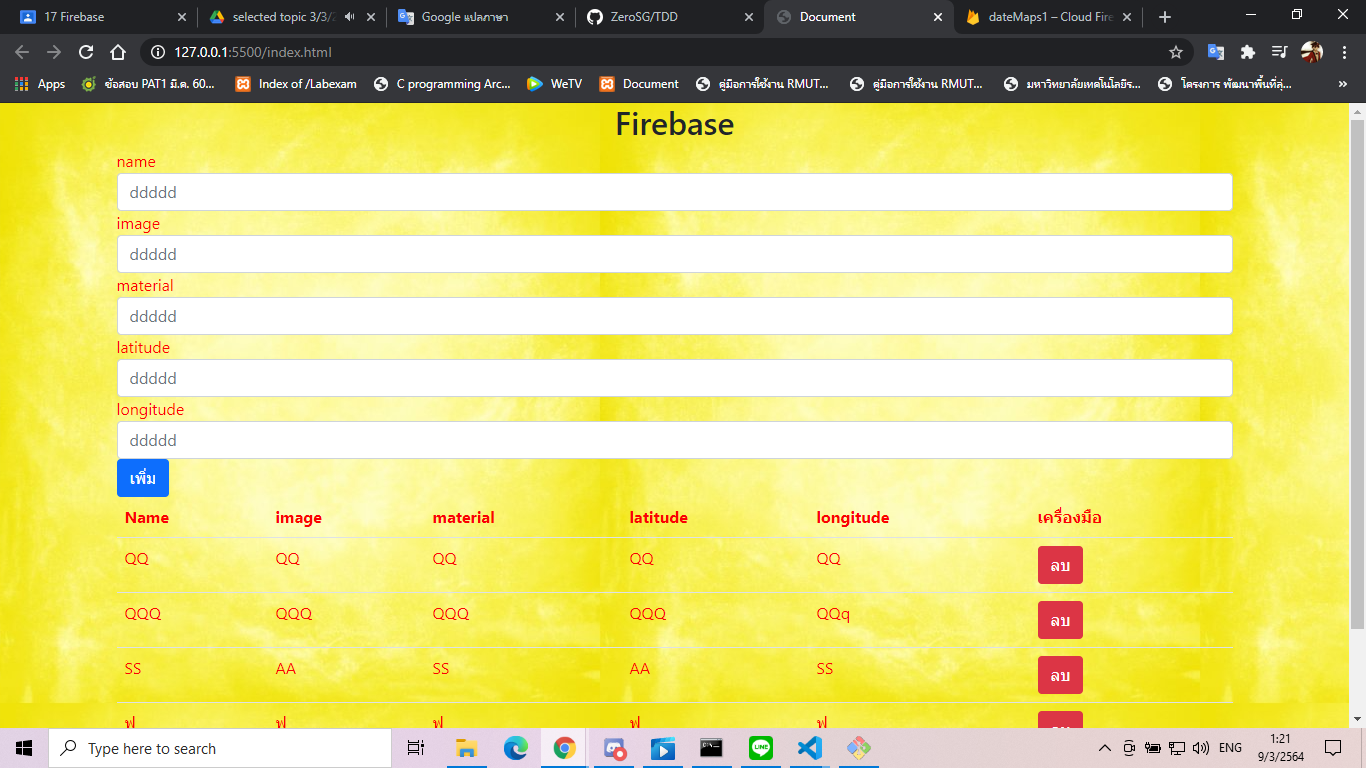 17 Firebase
selected topic 3/3/2
Google แปลภาษา
ZeroSG/TDD
Document
dateMaps1 – Cloud Fire
127.0.0.1:5500/index.html
Apps
ข้อสอบ PAT1 มี.ค. 60...
Index of /Labexam
C programming Arc...
WeTV
Document
คู่มือการใช้งาน RMUT...
คู่มือการใช้งาน RMUT...
มหาวิทยาลัยเทคโนโลยีร...
โครงการ พัฒนาพื้นที่ลุ่...
»
Firebase
name
ddddd
image
ddddd
material
ddddd
latitude
ddddd
longitude
ddddd
เพิ่ม
Name image material latitude longitude เครื่องมือ
QQ QQ QQ QQ QQ ลบ
QQQ QQQ QQQ QQQ QQq ลบ
SS AA SS AA SS ลบ
ฟ ฟ ฟ ฟ ฟ ลบ
Type here to search
ENG
1:21
9/3/2564